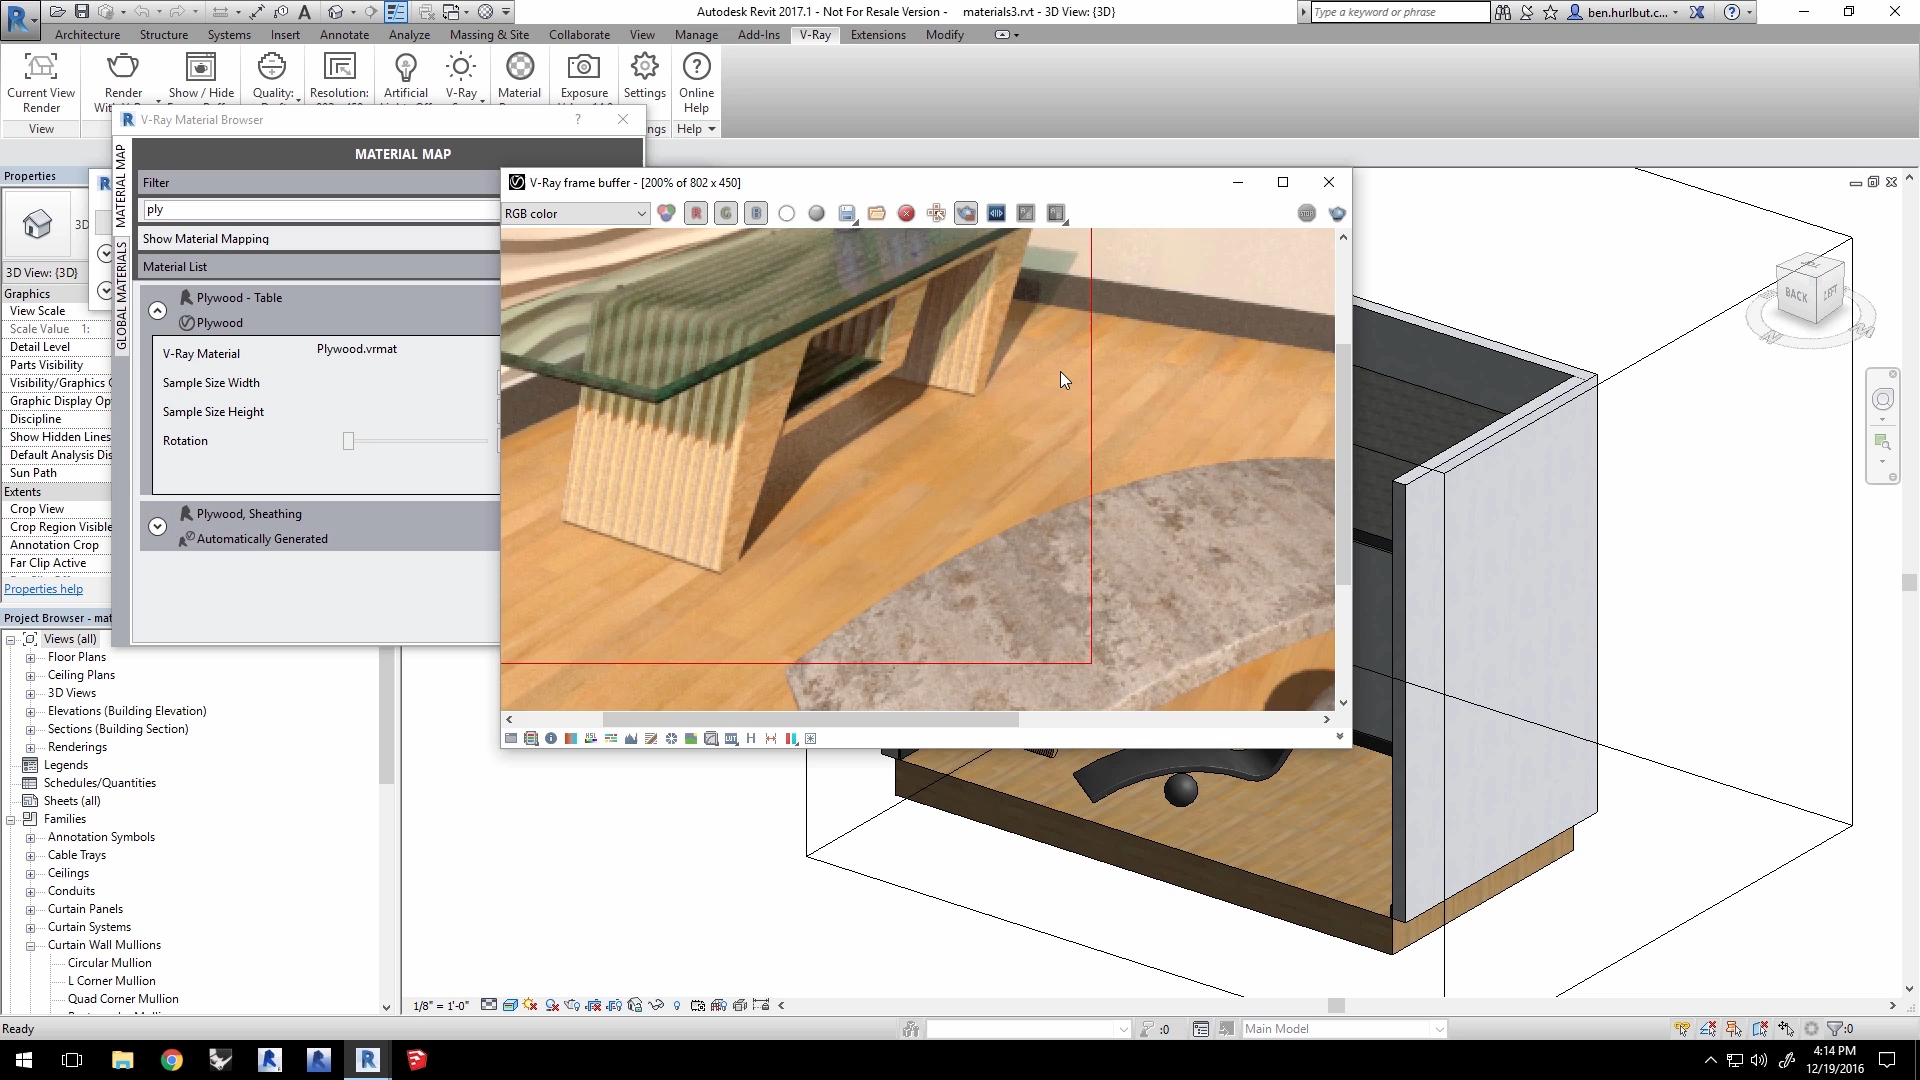 Autodesk Revit 2017.1 - Not For Resale Version - materials3.rvt - 3D View: {3D}
Type a keyword or phrase
ben.hurlbut.c...
Architecture Structure Systems Insert Annotate Analyze Massing & Site Collaborate View Manage Add-Ins V-Ray Extensions Modify
Current View Render
Render
Show / Hide
Quality:
Resolution:
Artificial
V-Ray
Material
Exposure
Settings
Online Help
View
Help
V-Ray Material Browser
MATERIAL MAP
GLOBAL MATERIALS
MATERIAL MAP
Filter
ply
Show Material Mapping
Material List
Plywood - Table
Plywood
V-Ray Material Plywood.vrmat
Sample Size Width
Sample Size Height
Rotation
Plywood, Sheathing
Automatically Generated
V-Ray frame buffer - [200% of 802 x 450]
RGB color
R
G
B
STOP
HSL
LUT
H
BACK
LEFT
Properties
3D
3D View: {3D}
Graphics
View Scale
Scale Value 1:
Detail Level
Parts Visibility
Visibility/Graphics
Graphic Display Op
Discipline
Show Hidden Lines
Default Analysis Dis
Sun Path
Extents
Crop View
Crop Region Visible
Annotation Crop
Far Clip Active
Properties help
Project Browser - mat
Views (all)
Floor Plans
Ceiling Plans
3D Views
Elevations (Building Elevation)
Sections (Building Section)
Renderings
Legends
Schedules/Quantities
Sheets (all)
Families
Annotation Symbols
Cable Trays
Ceilings
Conduits
Curtain Panels
Curtain Systems
Curtain Wall Mullions
Circular Mullion
L Corner Mullion
Quad Corner Mullion
1/8" = 1'-0"
Ready
:0
Main Model
:0
4:14 PM
12/19/2016